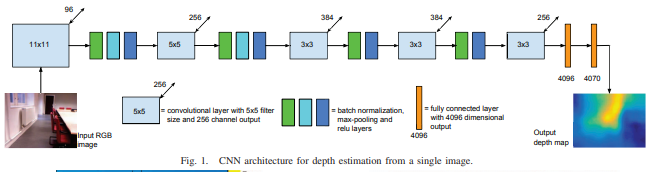 96
256
384
384
256
11x11
5x5
3x3
3x3
3x3
4096
4070
Input RGB
image
256
5x5
= convolutional layer with 5x5 filter
size and 256 channel output
= batch normalization,
max-pooling and
relu layers
4096
= fully connected layer
with 4096 dimensional
output
Output
depth map
Fig. 1. CNN architecture for depth estimation from a single image.